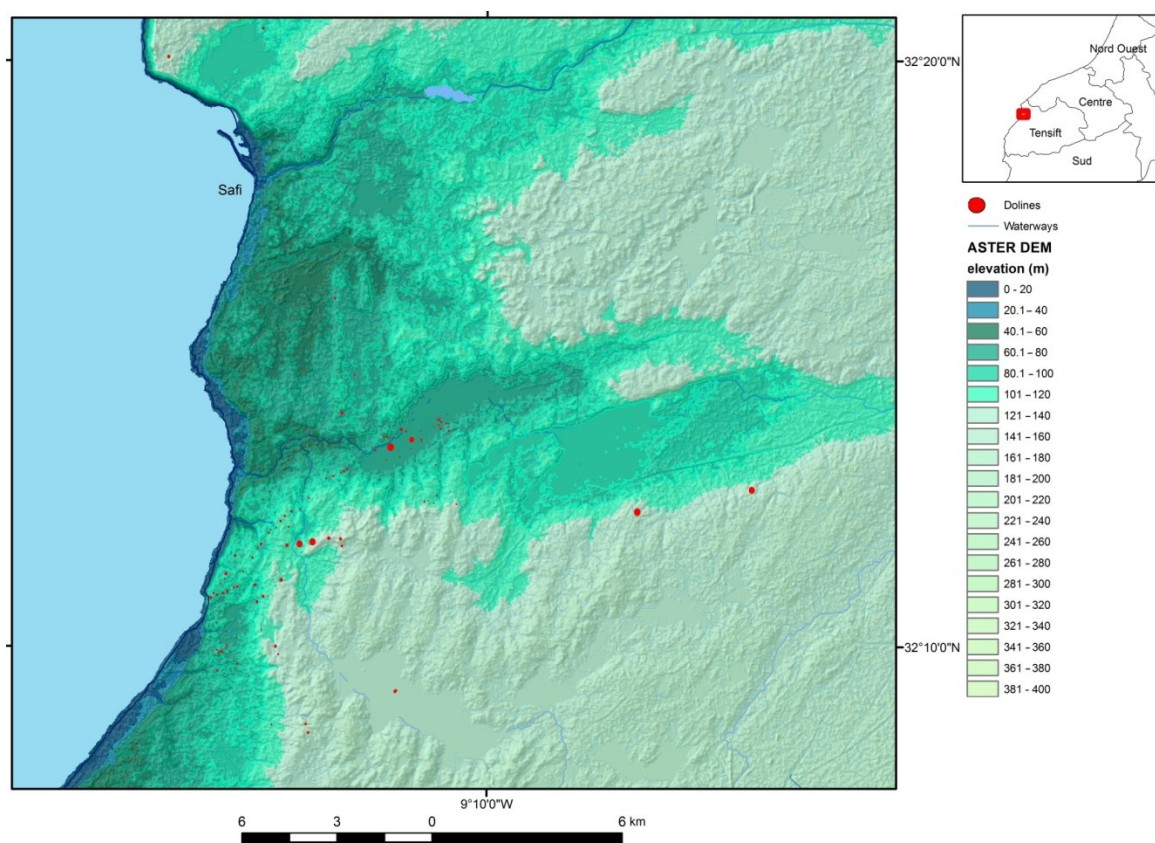 32°20'0"N
Safi
32°10'0"N
9°10'0"W
6 3 0 6 km
Nord Ouest
Centre
Tensift
Sud
Dolines
Waterways
ASTER DEM
elevation (m)
0 - 20
20.1 – 40
40.1 – 60
60.1 – 80
80.1 – 100
101 – 120
121 – 140
141 – 160
161 – 180
181 – 200
201 – 220
221 – 240
241 – 260
261 – 280
281 – 300
301 – 320
321 – 340
341 – 360
361 – 380
381 – 400